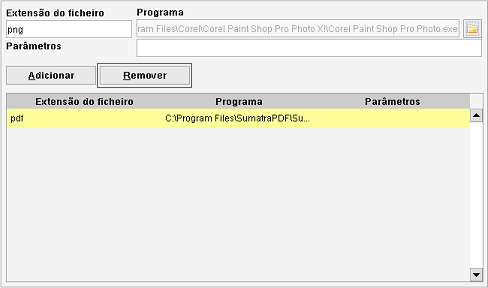 Extensão do ficheiro Programa
png ram Files\Corel\Corel Paint Shop Pro Photo XI\Corel Paint Shop Pro Photo.exe
Parâmetros
Adicionar Remover
Extensão do ficheiro Programa Parâmetros
pdf C:\Program Files\SumatraPDF\Su...